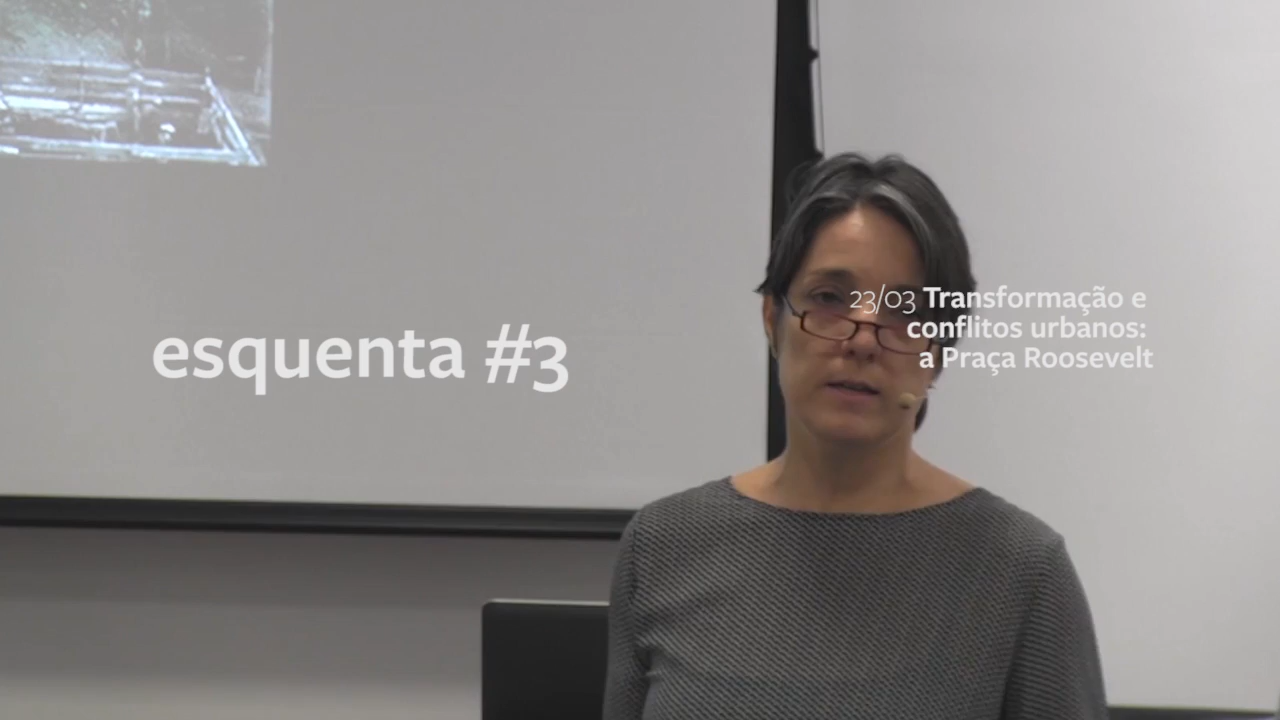 esquenta #3
23/03 Transformação e
conflitos urbanos:
a Praça Roosevelt